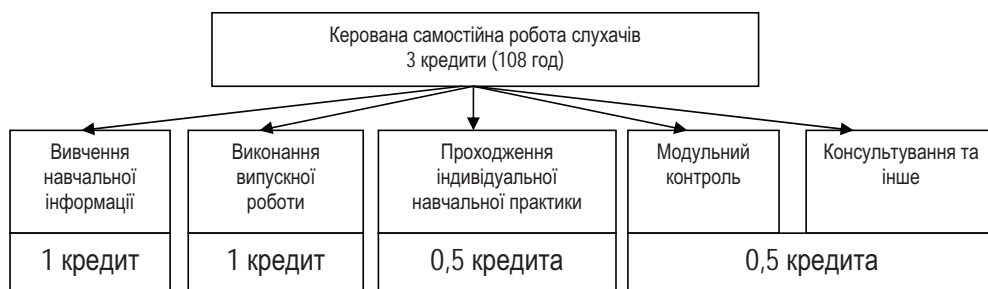 Керована самостійна робота слухачів
3 кредити (108 год)
Вивчення
навчальної
інформації
Виконання
випускної
роботи
Проходження
індивідуальної
навчальної практики
Модульний
контроль
Консультування та
інше
1 кредит
1 кредит
0,5 кредита
0,5 кредита